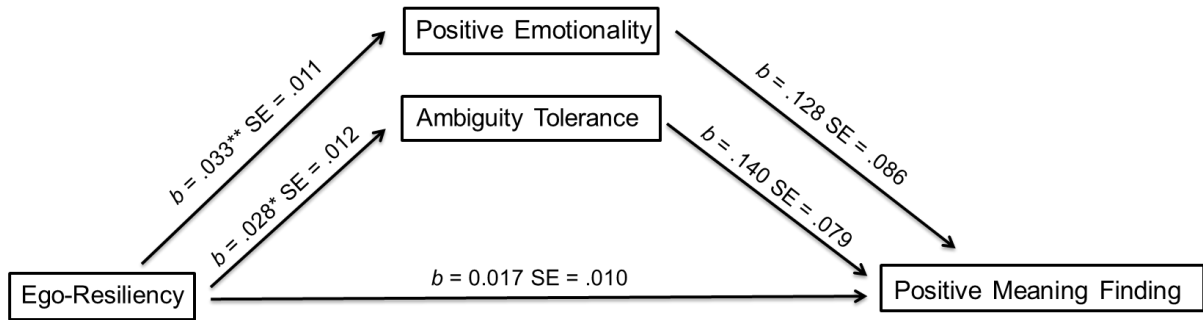 Positive Emotionality
b = .033** SE = .011
b = .128 SE = .086
Ambiguity Tolerance
b = .028* SE = .012
b = .140 SE = .079
b = 0.017 SE = .010
Ego-Resiliency
Positive Meaning Finding